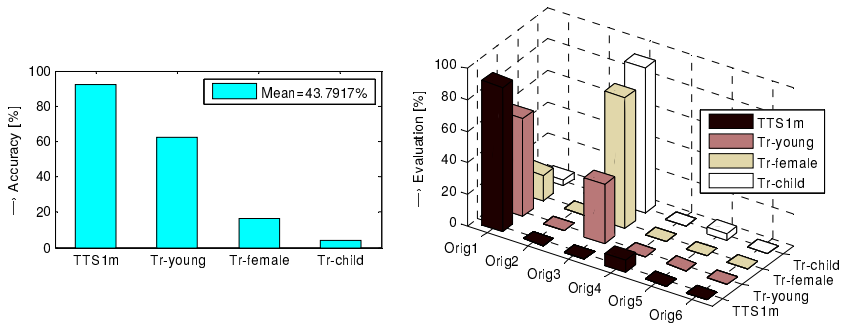 —› Accuracy [%]
100
80
60
40
20
0
Mean=43.7917%
TTS1m Tr-young Tr-female Tr-child
—› Evaluation [%]
100
80
60
40
20
0
TTS1m
Tr-young
Tr-female
Tr-child
Orig1
Orig2
Orig3
Orig4
Orig5
Orig6
Tr-child
Tr-female
Tr-young
TTS1m